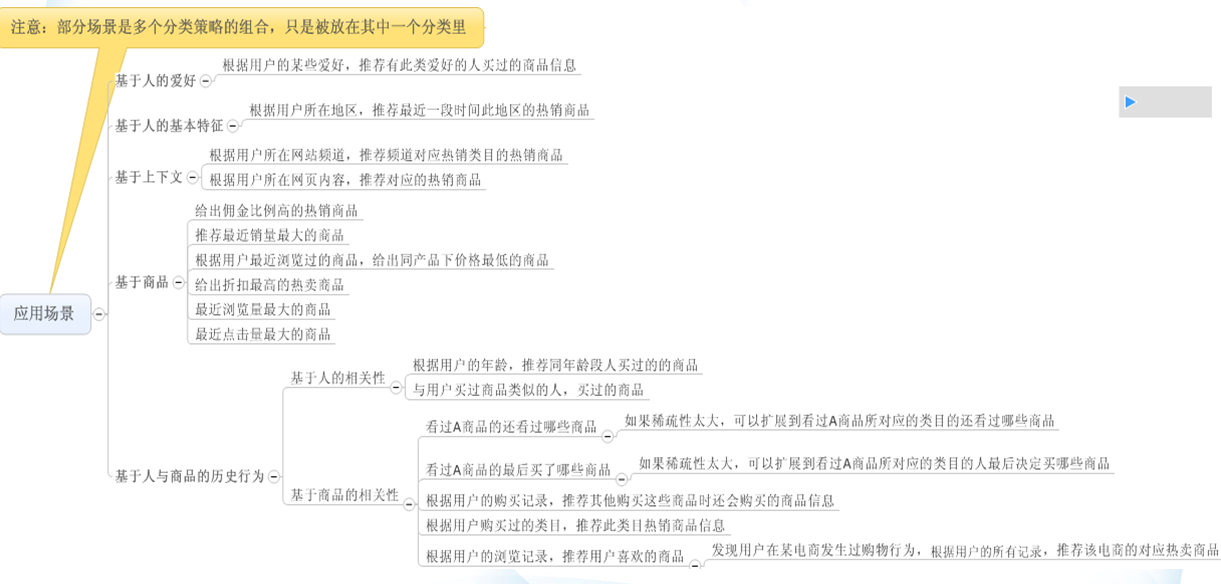 注意：部分场景是多个分类策略的组合，只是被放在其中一个分类里
应用场景
基于人的爱好
根据用户的某些爱好，推荐有此类爱好的人买过的商品信息
基于人的基本特征
根据用户所在地区，推荐最近一段时间此地区的热销商品
基于上下文
根据用户所在网站频道，推荐频道对应热销类目的热销商品
根据用户所在网页内容，推荐对应的热销商品
基于商品
给出佣金比例高的热销商品
推荐最近销量最大的商品
根据用户最近浏览过的商品，给出同产品下价格最低的商品
给出折扣最高的热卖商品
最近浏览量最大的商品
最近点击量最大的商品
基于人与商品的历史行为
基于人的相关性
根据用户的年龄，推荐同年龄段人买过的的商品
与用户买过商品类似的人，买过的商品
基于商品的相关性
看过A商品的还看过哪些商品
如果稀疏性太大，可以扩展到看过A商品所对应的类目的还看过哪些商品
看过A商品的最后买了哪些商品
如果稀疏性太大，可以扩展到看过A商品所对应的类目的人最后决定买哪些商品
根据用户的购买记录，推荐其他购买这些商品时还会购买的商品信息
根据用户购买过的类目，推荐此类目热销商品信息
根据用户的浏览记录，推荐用户喜欢的商品
发现用户在某电商发生过购物行为，根据用户的所有记录，推荐该电商的对应热卖商品